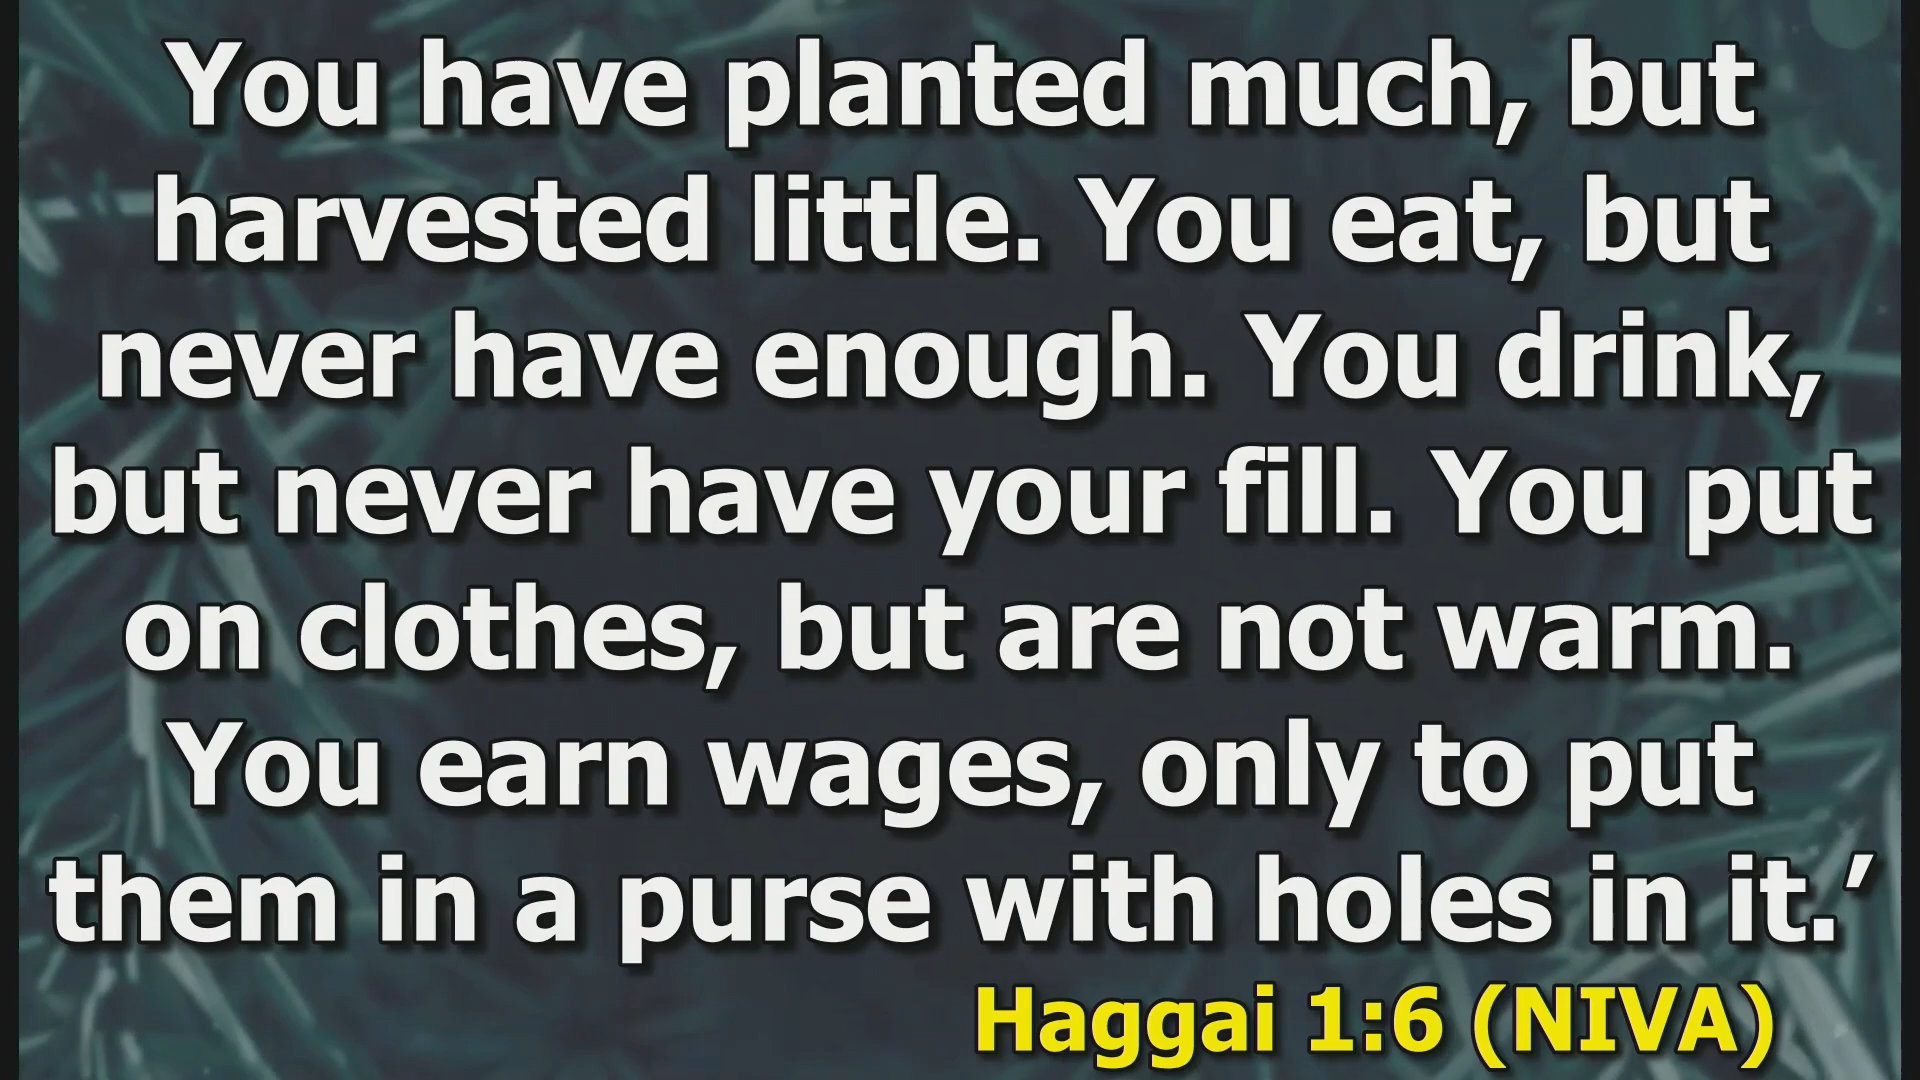 You have planted much, but
harvested little. You eat, but
never have enough. You drink,
but never have your fill. You put
on clothes, but are not warm.
You earn wages, only to put
them in a purse with holes in it.’
Haggai 1:6 (NIVA)